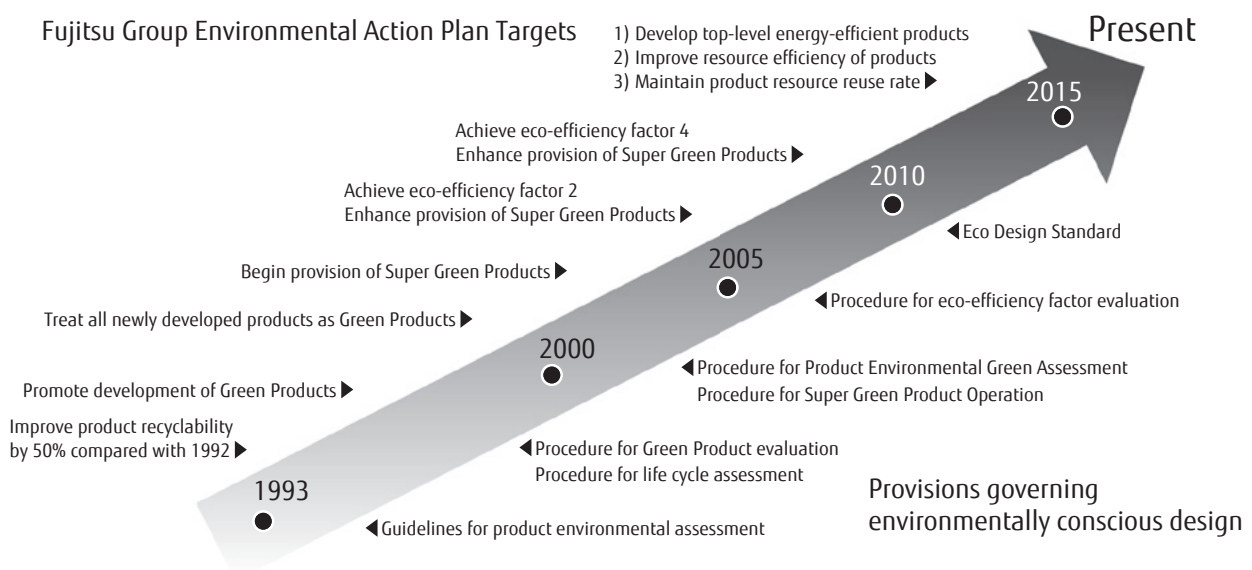 Fujitsu Group Environmental Action Plan Targets
1) Develop top-level energy-efficient products
2) Improve resource efficiency of products
3) Maintain product resource reuse rate ▶
Present
2015
Achieve eco-efficiency factor 4
Enhance provision of Super Green Products ▶
2010
Achieve eco-efficiency factor 2
Enhance provision of Super Green Products ▶
◀ Eco Design Standard
2005
Begin provision of Super Green Products ▶
◀ Procedure for eco-efficiency factor evaluation
Treat all newly developed products as Green Products ▶
2000
◀ Procedure for Product Environmental Green Assessment
Procedure for Super Green Product Operation
Promote development of Green Products ▶
Improve product recyclability
by 50% compared with 1992 ▶
◀ Procedure for Green Product evaluation
Procedure for life cycle assessment
1993
◀ Guidelines for product environmental assessment
Provisions governing
environmentally conscious design